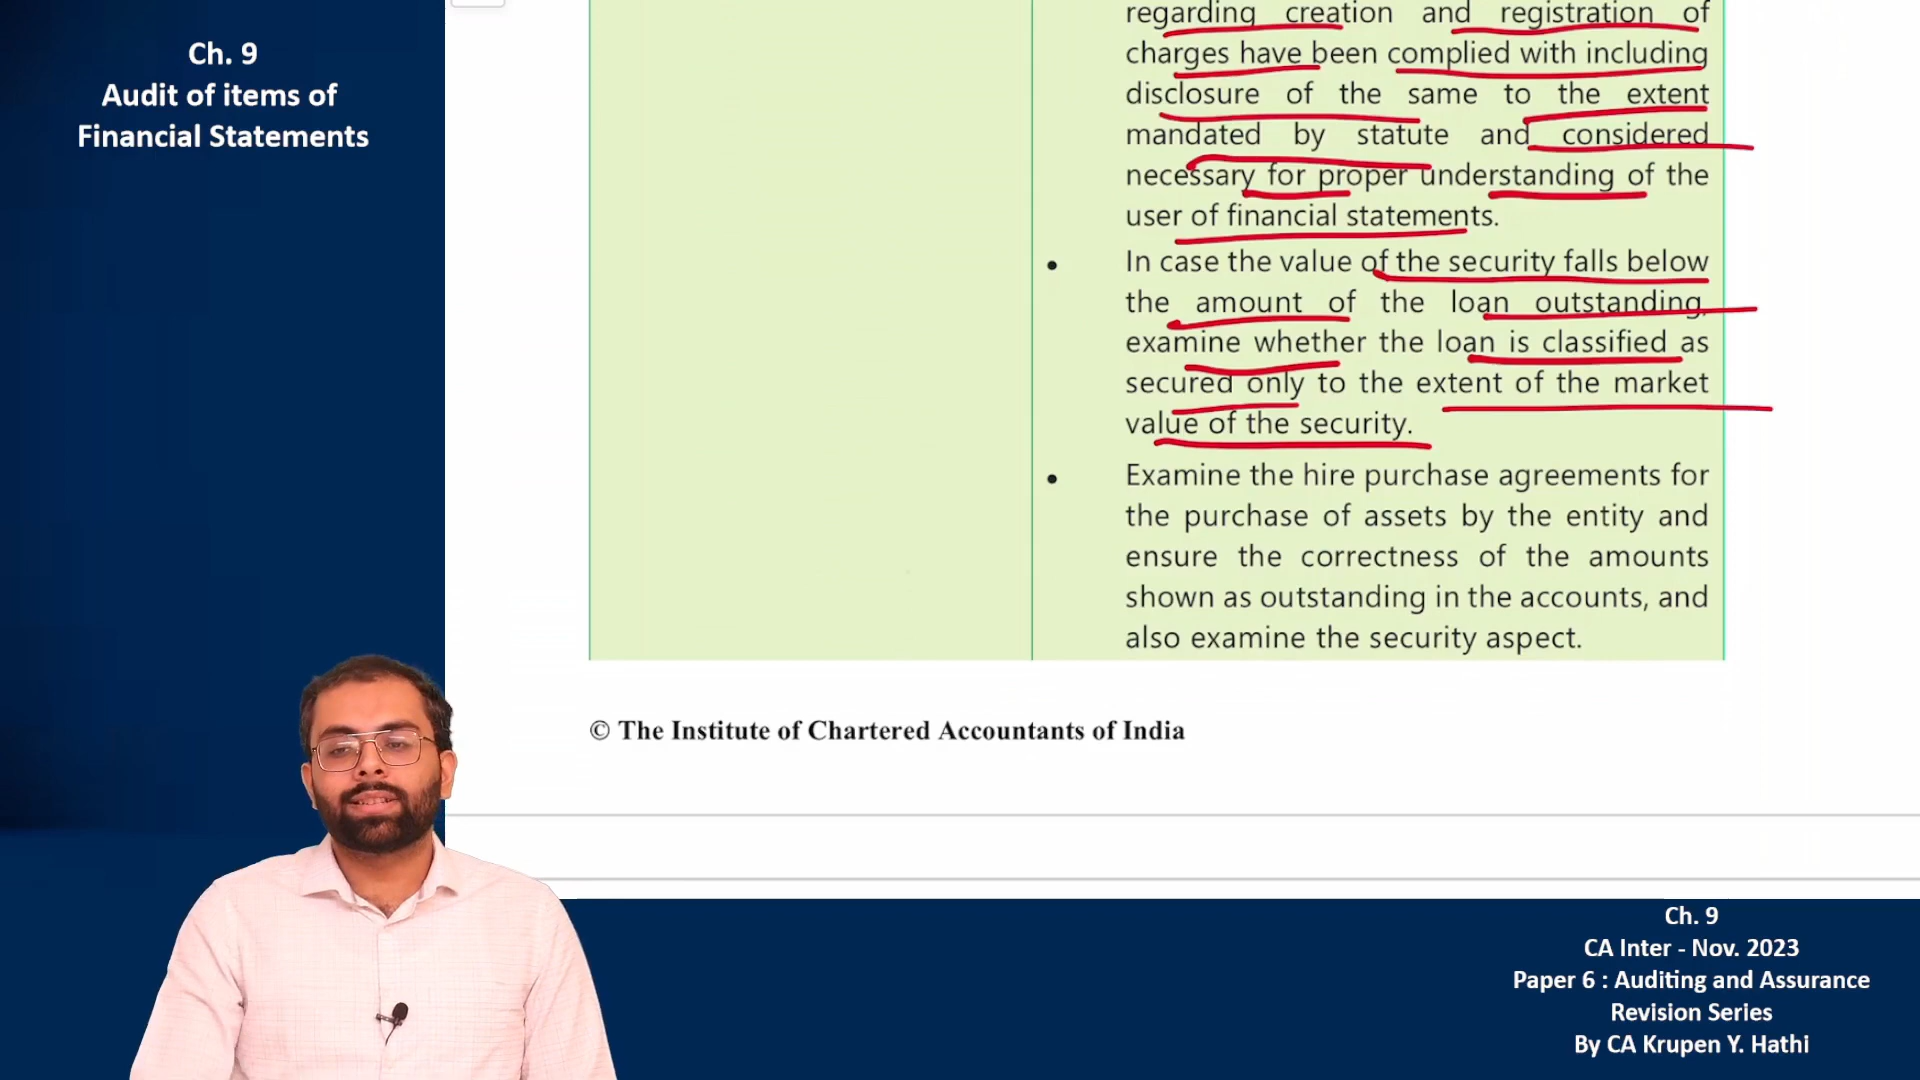 Ch. 9
Audit of items of
Financial Statements
regarding creation and registration of
charges have been complied with including
disclosure of the same to the extent
mandated by statute and considered
necessary for proper understanding of the
user of financial statements.
• In case the value of the security falls below
the amount of the loan outstanding,
examine whether the loan is classified as
secured only to the extent of the market
value of the security.
• Examine the hire purchase agreements for
the purchase of assets by the entity and
ensure the correctness of the amounts
shown as outstanding in the accounts, and
also examine the security aspect.
© The Institute of Chartered Accountants of India
Ch. 9
CA Inter - Nov. 2023
Paper 6 : Auditing and Assurance
Revision Series
By CA Krupen Y. Hathi